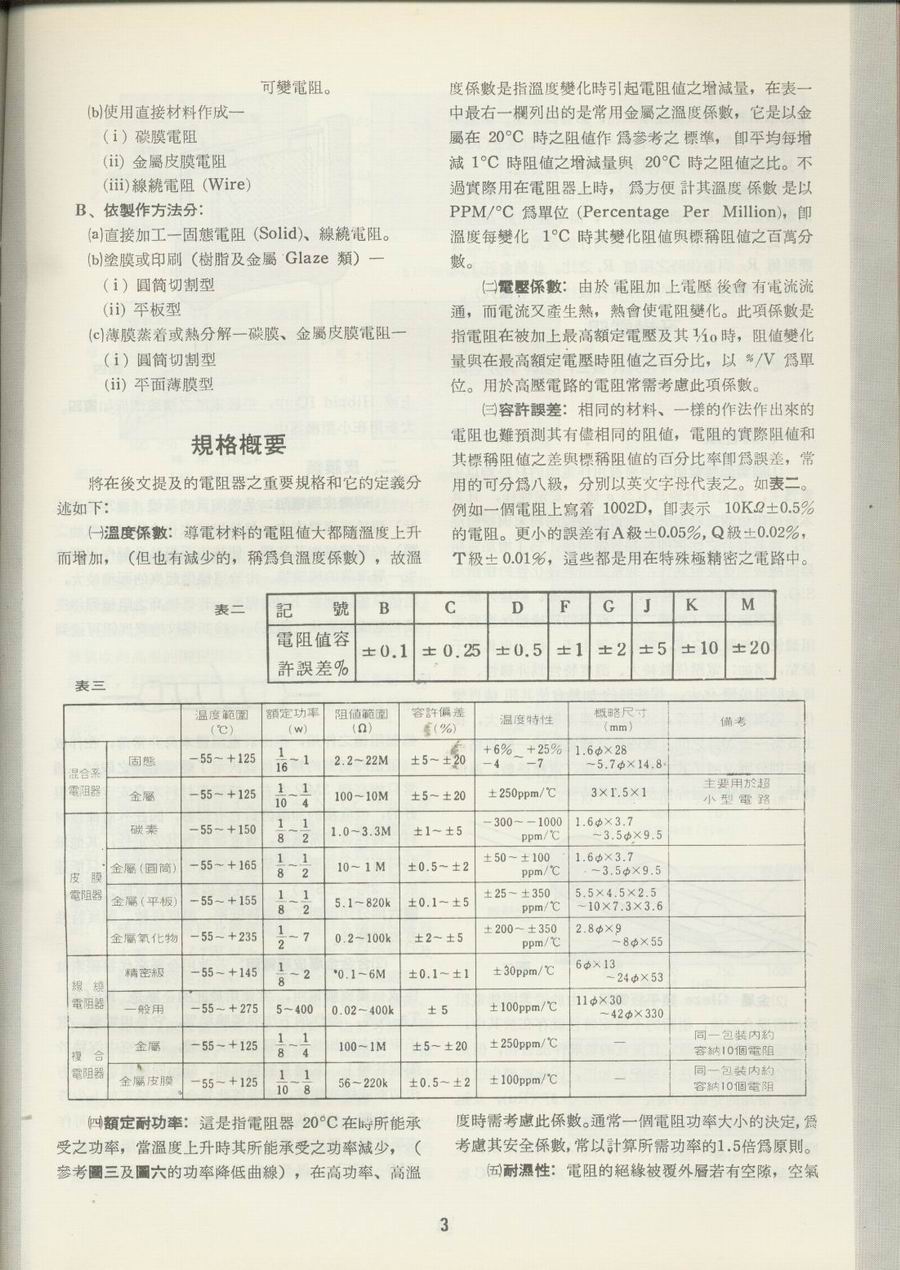 可變電阻。
(b)使用直接材料作成一
(i) 碳膜電阻
(ii) 金屬皮膜電阻
(iii)線繞電阻 (Wire)
B、依製作方法分：
(a)直接加工一固態電阻 (Solid)、線繞電阻。
(b)塗膜或印刷（樹脂及金屬 Glaze 類）一
(i) 圓筒切割型
(ii) 平板型
(c)薄膜蒸着或熱分解一碳膜、金屬皮膜電阻一
(i) 圓筒切割型
(ii) 平面薄膜型
規格概要
將在後文提及的電阻器之重要規格和它的定義分
述如下：
㈠溫度係數：導電材料的電阻値大都隨溫度上升
而增加，（但也有減少的，稱爲負溫度係數），故溫
度係數是指溫度變化時引起電阻値之增減量，在表一
中最右一欄列出的是常用金屬之溫度係數，它是以金
屬在 20°C 時之阻値作爲參考之標準，卽平均每增
減 1°C 時阻値之增減量與 20°C 時之阻値之比。不
過實際用在電阻器上時，爲方便計其溫度係數是以
PPM/°C 爲單位 (Percentage Per Million)，卽
溫度每變化 1°C 時其變化阻値與標稱阻値之百萬分
數。
㈡電壓係數：由於電阻加上電壓後會有電流流
通，而電流又產生熱，熱會使電阻變化。此項係數是
指電阻在被加上最高額定電壓及其 1/10 時，阻値變化
量與在最高額定電壓時阻値之百分比，以 %/V 爲單
位。用於高壓電路的電阻常需考慮此項係數。
㈢容許誤差：相同的材料、一樣的作法作出來的
電阻也難預測其有儘相同的阻値，電阻的實際阻値和
其標稱阻値之差與標稱阻値的百分比率卽爲誤差，常
用的可分爲八級，分別以英文字母代表之。如表二。
例如一個電阻上寫着 1002D，卽表示 10KΩ±0.5%
的電阻。更小的誤差有A級±0.05%, Q級±0.02%，
T級±0.01%，這些都是用在特殊極精密之電路中。
表二
記號 B C D F G J K M
電阻値容許誤差% ±0.1 ±0.25 ±0.5 ±1 ±2 ±5 ±10 ±20
表三
溫度範圍(℃) 額定功率(w) 阻値範圍(Ω) 容許偏差(%) 溫度特性 概略尺寸(mm) 備考
混合系電阻器 固態 −55~+125 1/16~1 2.2~22M ±5~±20 +6%~+25% −4~−7 1.6φ×28~5.7φ×14.8
金屬 −55~+125 1/10~1/4 100~10M ±5~±20 ±250ppm/℃ 3×1.5×1 主要用於超小型電路
皮膜電阻器 碳素 −55~+150 1/8~1/2 1.0~3.3M ±1~±5 −300~−1000ppm/℃ 1.6φ×3.7~3.5φ×9.5
金屬(圓筒) −55~+165 1/8~1/2 10~1M ±0.5~±2 ±50~±100ppm/℃ 1.6φ×3.7~3.5φ×9.5
金屬(平板) −55~+155 1/8~1/2 5.1~820k ±0.1~±5 ±25~±350ppm/℃ 5.5×4.5×2.5~10×7.3×3.6
金屬氧化物 −55~+235 1/2~7 0.2~100k ±2~±5 ±200~±350ppm/℃ 2.8φ×9~8φ×55
線繞電阻器 精密級 −55~+145 1/8~2 0.1~6M ±0.1~±1 ±30ppm/℃ 6φ×13~24φ×53
一般用 −55~+275 5~400 0.02~400k ±5 ±100ppm/℃ 11φ×30~42φ×330
複合電阻器 金屬 −55~+125 1/8~1/4 100~1M ±5~±20 ±250ppm/℃ — 同一包裝內約容納10個電阻
金屬皮膜 −55~+125 1/10~1/8 56~220k ±0.5~±2 ±100ppm/℃ — 同一包裝內約容納10個電阻
㈣額定耐功率：這是指電阻器 20°C 在時所能承
受之功率，當溫度上升時其所能承受之功率減少，（
參考圖三及圖六的功率降低曲線），在高功率、高溫
度時需考慮此係數。通常一個電阻功率大小的決定，爲
考慮其安全係數，常以計算所需功率的1.5倍爲原則。
㈤耐濕性：電阻的絕緣被覆外層若有空隙，空氣
3